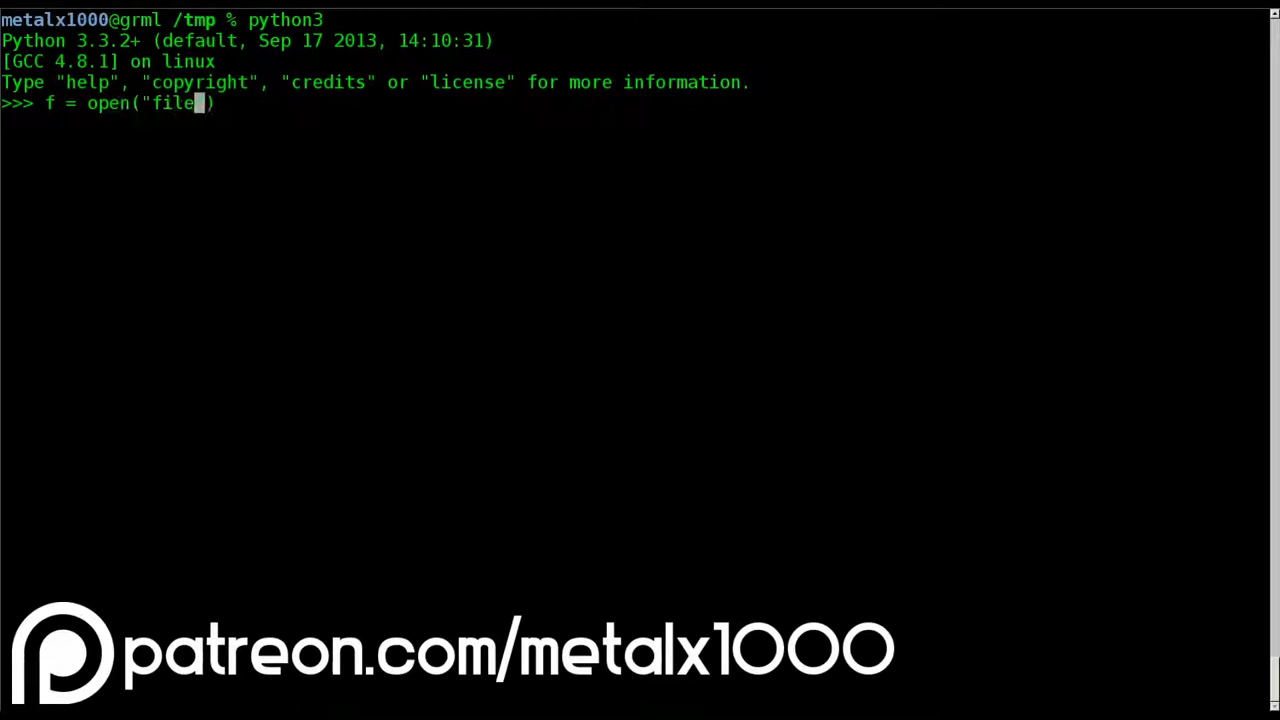 metalx1000@grml /tmp % python3
Python 3.3.2+ (default, Sep 17 2013, 14:10:31)
[GCC 4.8.1] on linux
Type "help", "copyright", "credits" or "license" for more information.
>>> f = open("file")
patreon.com/metalx1000